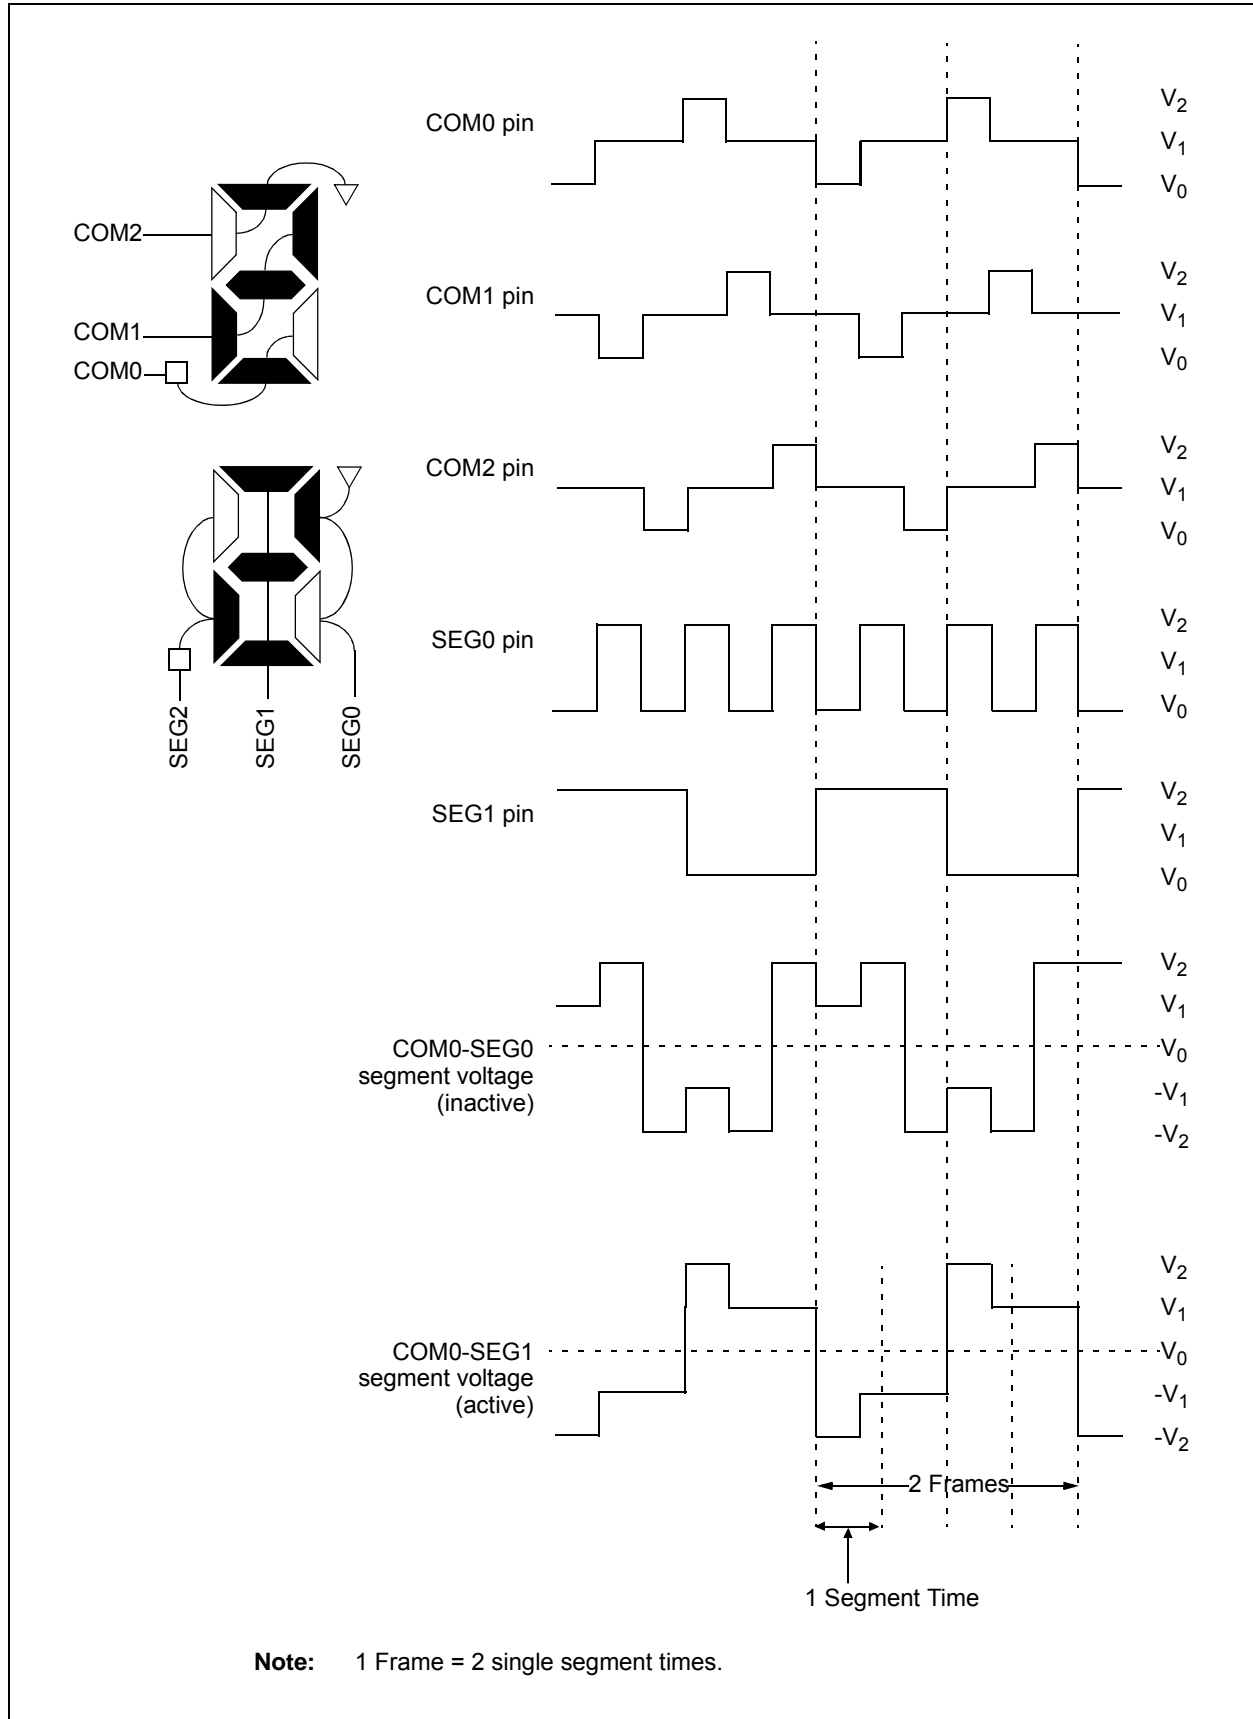 COM0 pin
V2
V1
V0
COM2
COM1
COM0
COM1 pin
V2
V1
V0
COM2 pin
V2
V1
V0
SEG2
SEG1
SEG0
SEG0 pin
V2
V1
V0
SEG1 pin
V2
V1
V0
COM0-SEG0
segment voltage
(inactive)
V2
V1
V0
-V1
-V2
COM0-SEG1
segment voltage
(active)
V2
V1
V0
-V1
-V2
2 Frames
1 Segment Time
Note: 1 Frame = 2 single segment times.